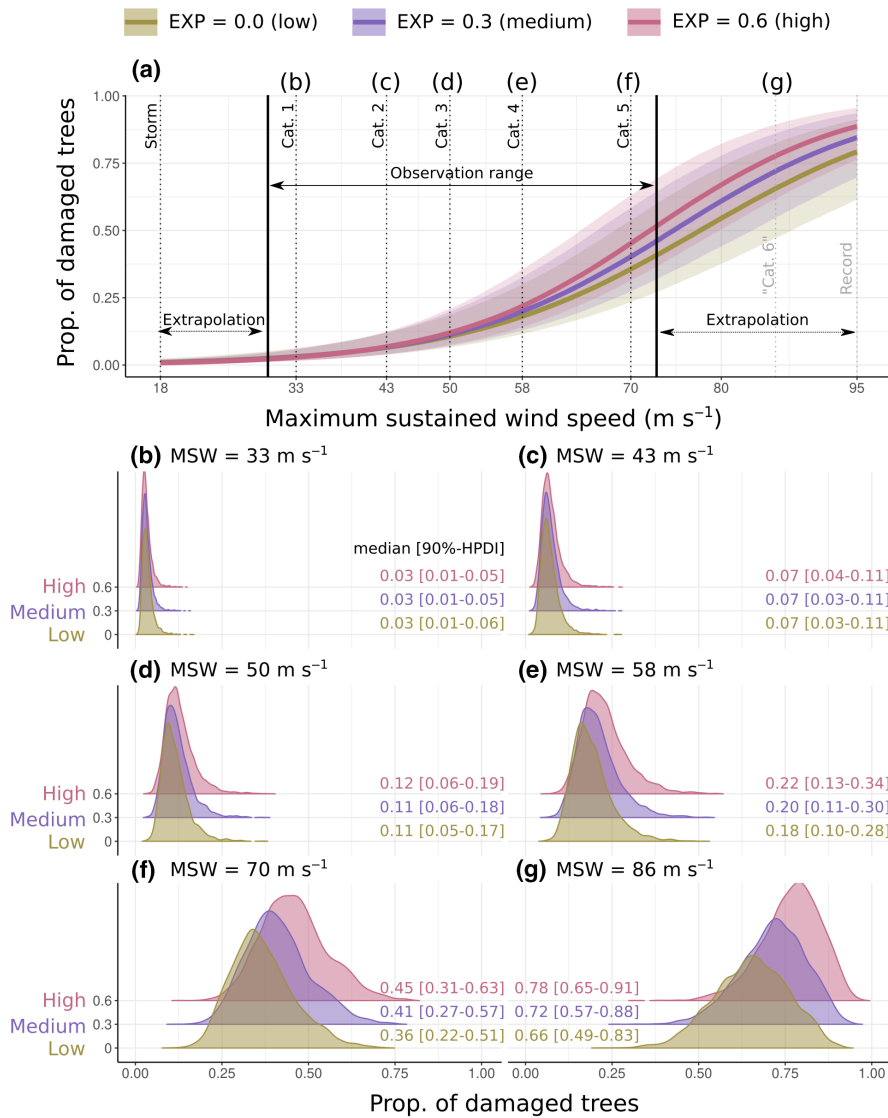 EXP = 0.0 (low) EXP = 0.3 (medium) EXP = 0.6 (high)
(a) (b) (c) (d) (e) (f) (g)
Prop. of damaged trees
1.00
0.75
0.50
0.25
0.00
Storm
Cat. 1
Cat. 2
Cat. 3
Cat. 4
Cat. 5
"Cat. 6"
Record
Observation range
Extrapolation
Extrapolation
18 33 43 50 58 70 80 95
Maximum sustained wind speed (m s⁻¹)
(b) MSW = 33 m s⁻¹
median [90%-HPDI]
High 0.6 0.03 [0.01-0.05]
Medium 0.3 0.03 [0.01-0.05]
Low 0 0.03 [0.01-0.06]
(c) MSW = 43 m s⁻¹
0.07 [0.04-0.11]
0.07 [0.03-0.11]
0.07 [0.03-0.11]
(d) MSW = 50 m s⁻¹
High 0.6 0.12 [0.06-0.19]
Medium 0.3 0.11 [0.06-0.18]
Low 0 0.11 [0.05-0.17]
(e) MSW = 58 m s⁻¹
0.22 [0.13-0.34]
0.20 [0.11-0.30]
0.18 [0.10-0.28]
(f) MSW = 70 m s⁻¹
High 0.6 0.45 [0.31-0.63]
Medium 0.3 0.41 [0.27-0.57]
Low 0 0.36 [0.22-0.51]
(g) MSW = 86 m s⁻¹
0.78 [0.65-0.91]
0.72 [0.57-0.88]
0.66 [0.49-0.83]
0.00 0.25 0.50 0.75 1.00 0.00 0.25 0.50 0.75 1.00
Prop. of damaged trees